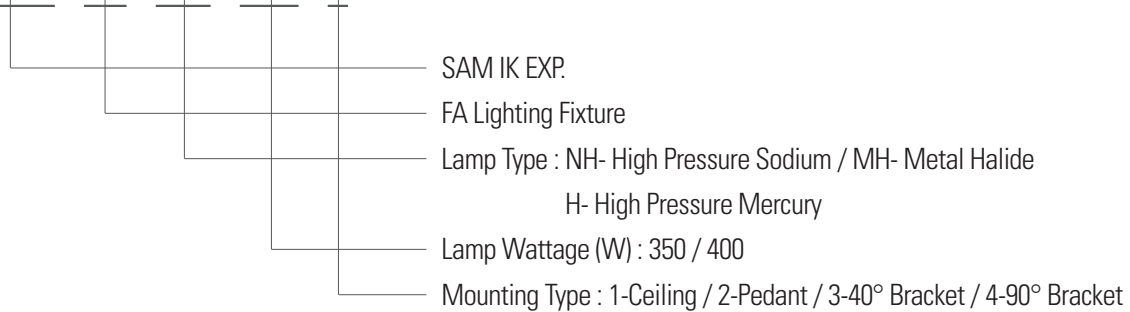 SAM IK EXP.
FA Lighting Fixture
Lamp Type : NH- High Pressure Sodium / MH- Metal Halide
H- High Pressure Mercury
Lamp Wattage (W) : 350 / 400
Mounting Type : 1-Ceiling / 2-Pedant / 3-40° Bracket / 4-90° Bracket